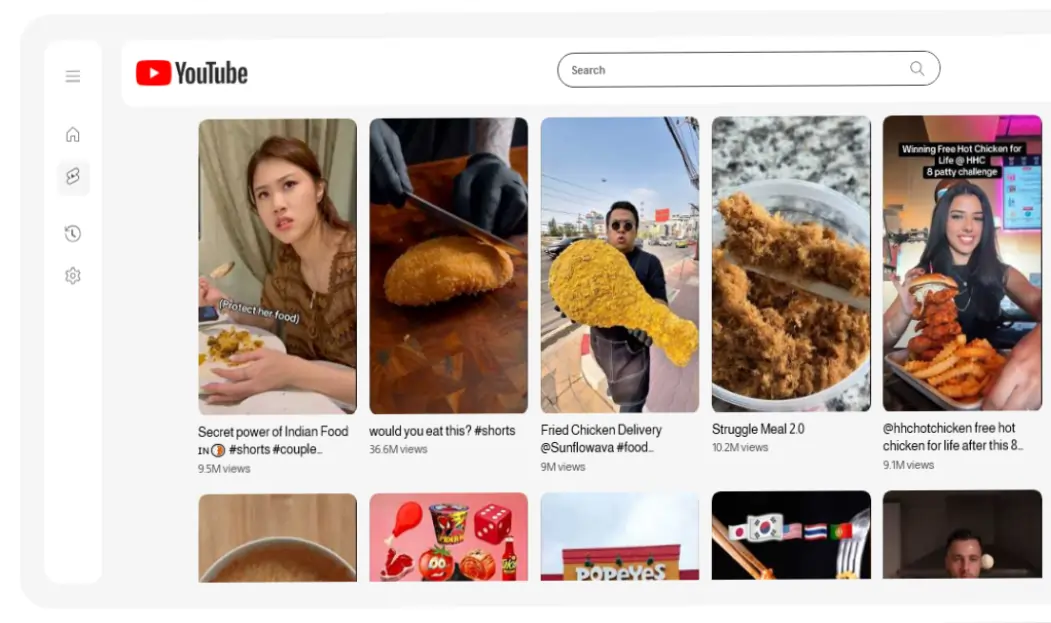 YouTube
Search
Winning Free Hot Chicken for
Life @ HHC
8 patty challenge
(Protect her food)
Secret power of Indian Food
IN #shorts #couple...
9.5M views
would you eat this? #shorts
36.6M views
Fried Chicken Delivery
@Sunflowava #food...
9M views
Struggle Meal 2.0
10.2M views
@hhchotchicken free hot
chicken for life after this 8...
9.1M views
POPEYES